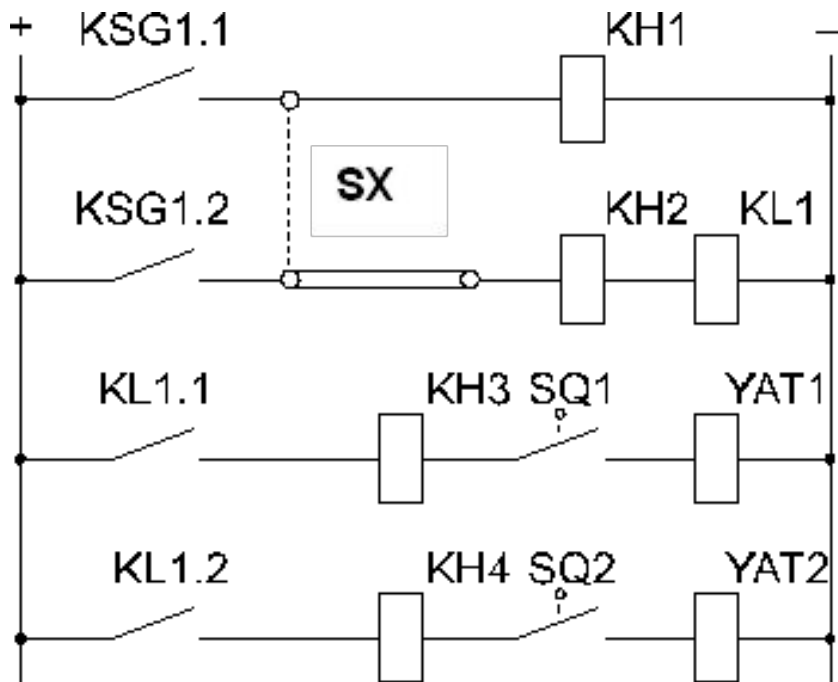 + KSG1.1 KH1 –
SX
KSG1.2 KH2 KL1
KL1.1 KH3 SQ1 YAT1
KL1.2 KH4 SQ2 YAT2